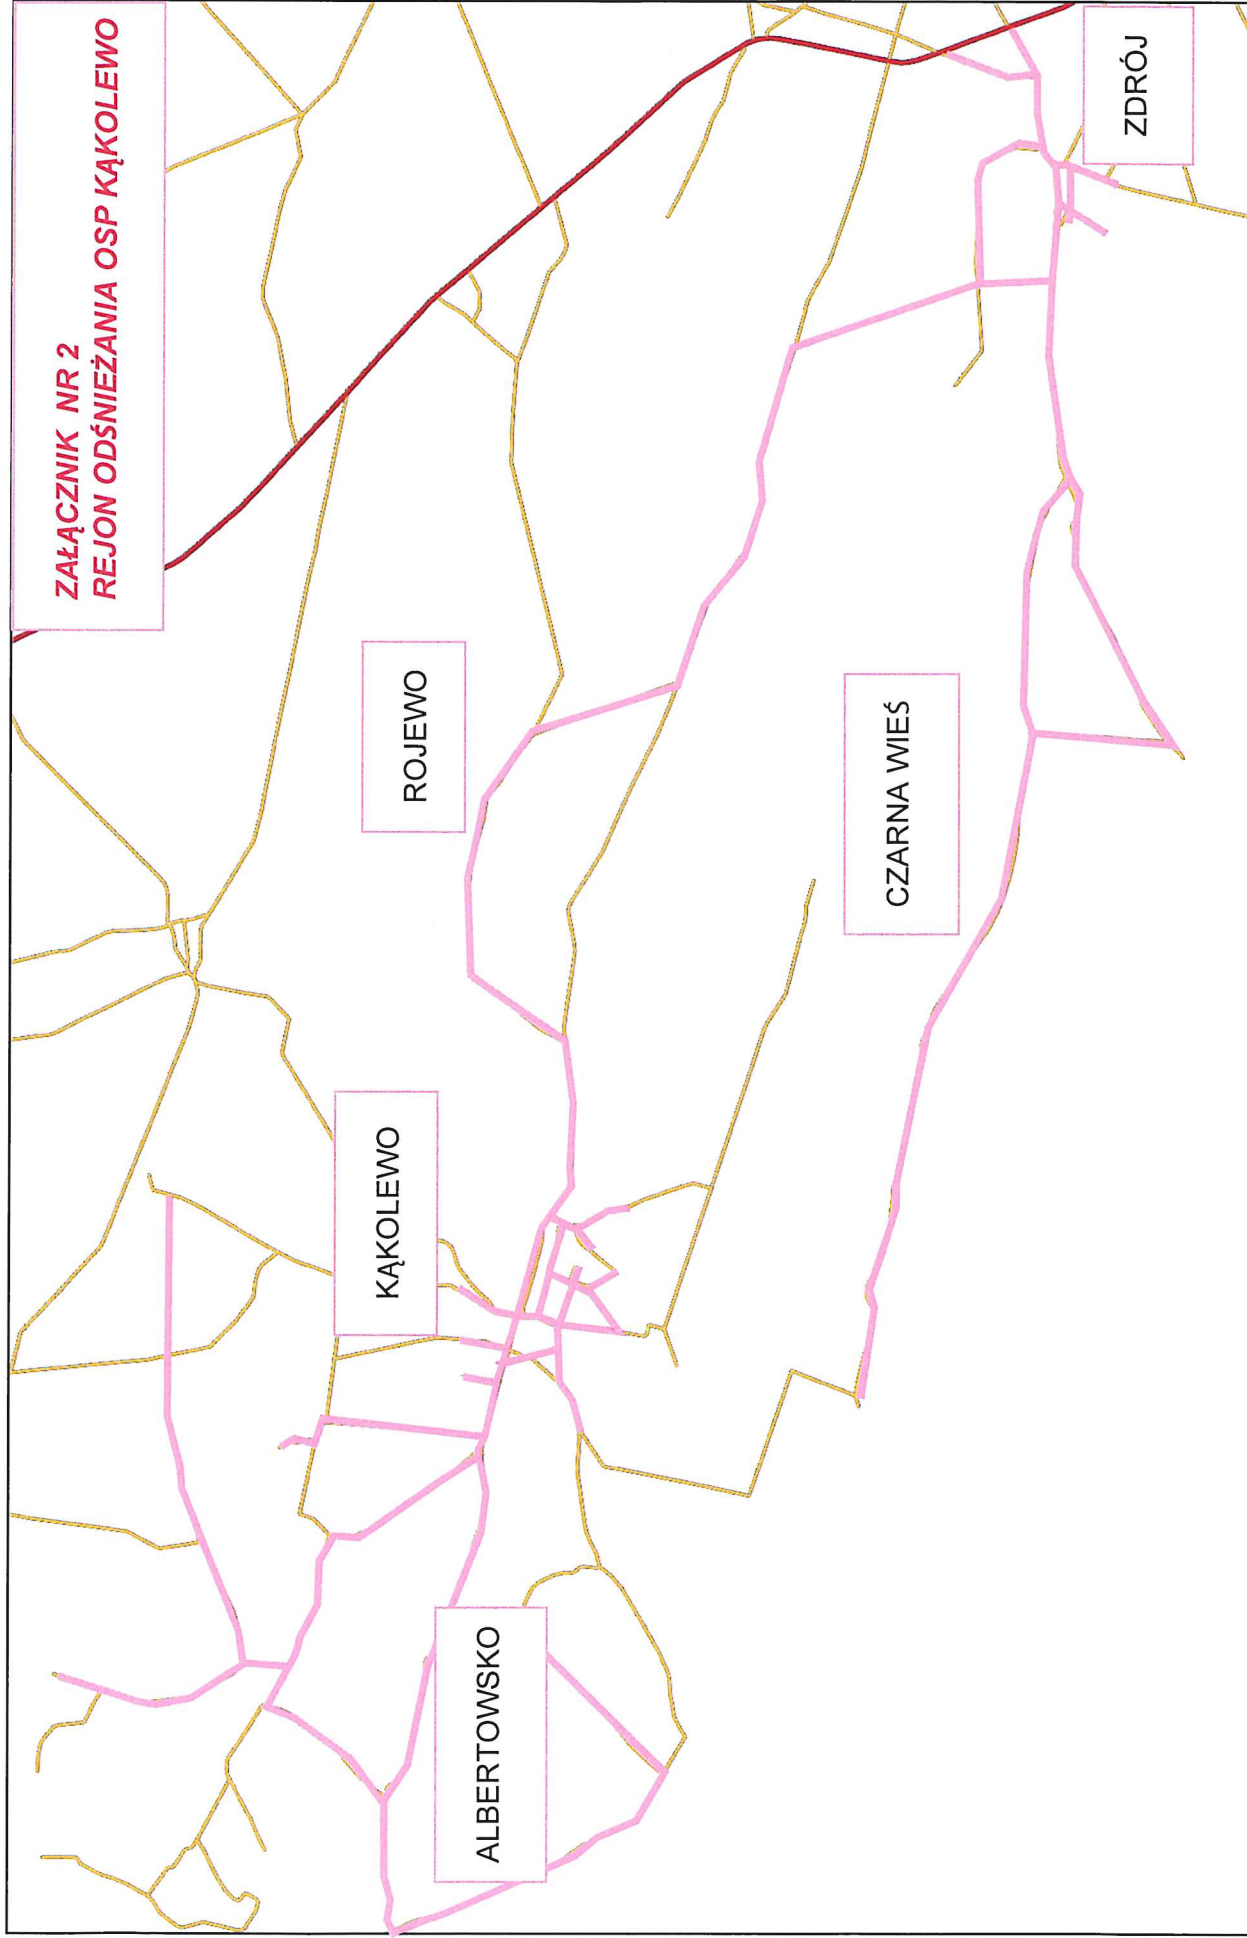 ZAŁĄCZNIK NR 2
REJON ODŚNIEŻANIA OSP KĄKOLEWO
ZDRÓJ
ROJEWO
CZARNA WIEŚ
KĄKOLEWO
ALBERTOWSKO